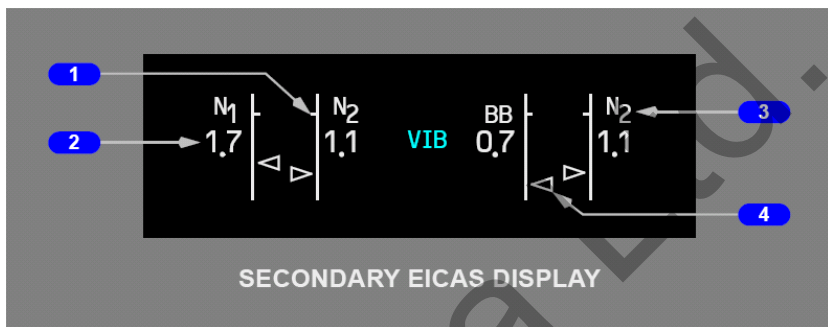 1
N1 N2 BB N2 3
2 1.7 1.1 VIB 0.7 1.1
4
SECONDARY EICAS DISPLAY
a Ltd.